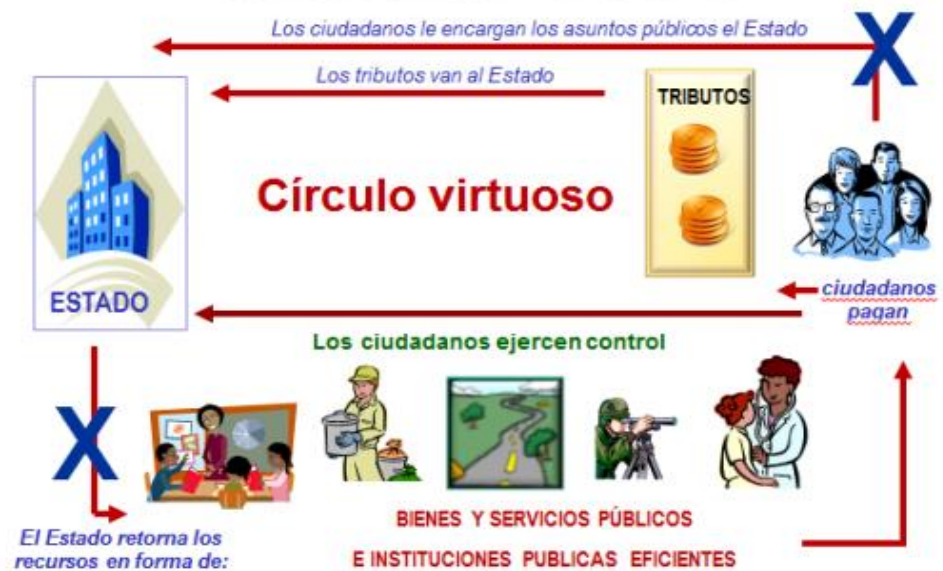 Los ciudadanos le encargan los asuntos públicos el Estado
Los tributos van al Estado
TRIBUTOS
Círculo virtuoso
ESTADO
ciudadanos
pagan
Los ciudadanos ejercen control
El Estado retorna los
recursos en forma de:
BIENES Y SERVICIOS PÚBLICOS
E INSTITUCIONES PUBLICAS EFICIENTES